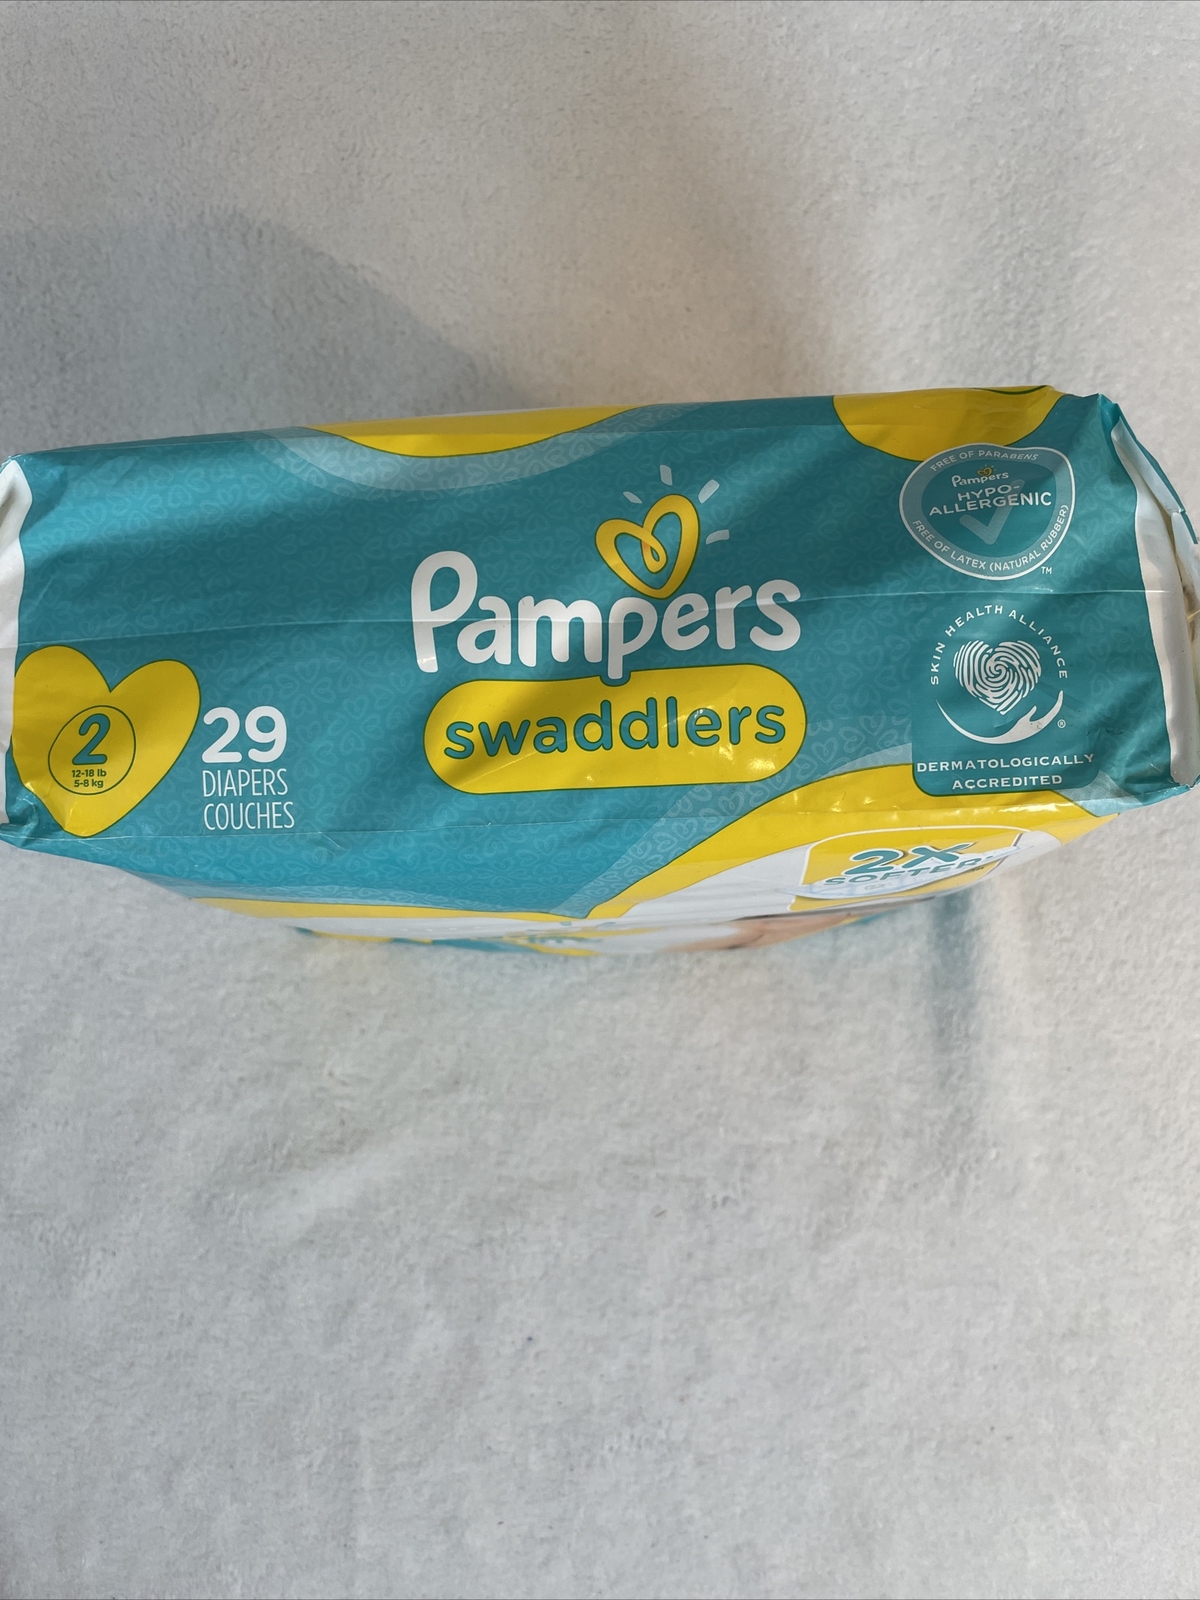 Pampers
swaddlers
2
12-18 lb
5-8 kg
29
DIAPERS
COUCHES
FREE OF PARABENS
Pampers
HYPO-
ALLERGENIC
FREE OF LATEX (NATURAL RUBBER)
™
SKIN HEALTH ALLIANCE
®
DERMATOLOGICALLY
ACCREDITED
2X
SOFTER